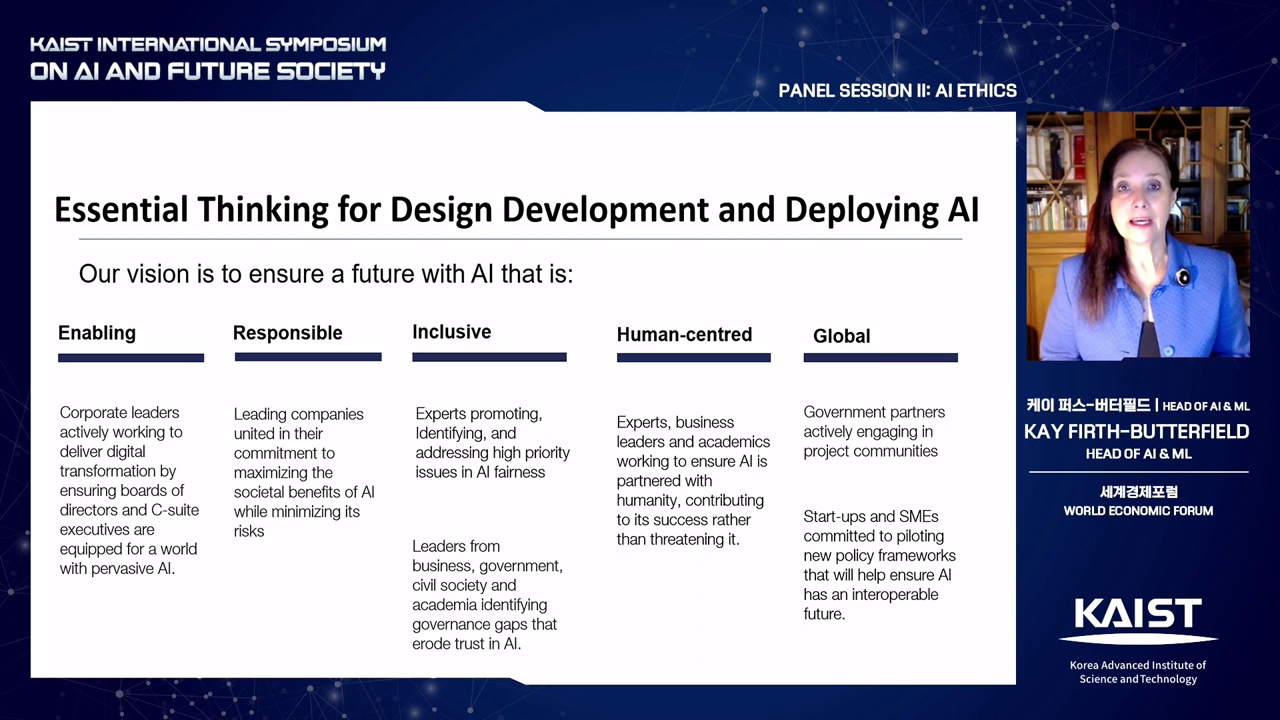 KAIST INTERNATIONAL SYMPOSIUM
ON AI AND FUTURE SOCIETY
PANEL SESSION II: AI ETHICS
Essential Thinking for Design Development and Deploying AI
Our vision is to ensure a future with AI that is:
Enabling
Corporate leaders
actively working to
deliver digital
transformation by
ensuring boards of
directors and C-suite
executives are
equipped for a world
with pervasive AI.
Responsible
Leading companies
united in their
commitment to
maximizing the
societal benefits of AI
while minimizing its
risks
Inclusive
Experts promoting,
Identifying, and
addressing high priority
issues in AI fairness
Leaders from
business, government,
civil society and
academia identifying
governance gaps that
erode trust in AI.
Human-centred
Experts, business
leaders and academics
working to ensure AI is
partnered with
humanity, contributing
to its success rather
than threatening it.
Global
Government partners
actively engaging in
project communities
Start-ups and SMEs
committed to piloting
new policy frameworks
that will help ensure AI
has an interoperable
future.
케이 퍼스-버터필드 | HEAD OF AI & ML
KAY FIRTH-BUTTERFIELD
HEAD OF AI & ML
세계경제포럼
WORLD ECONOMIC FORUM
KAIST
Korea Advanced Institute of
Science and Technology